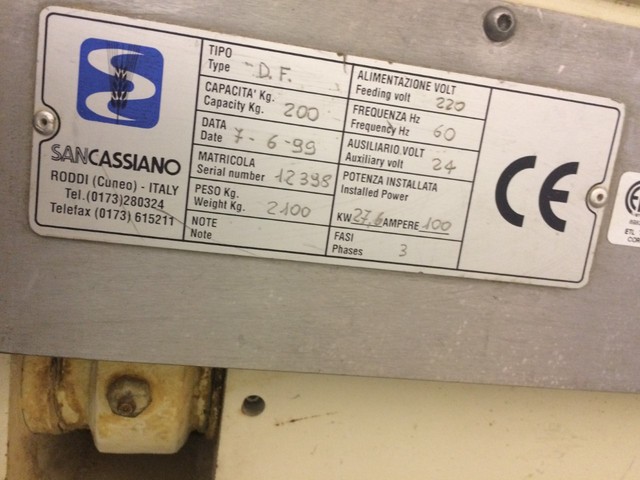 SANCASSIANO
RODDI (Cuneo) - ITALY
Tel.(0173)280324
Telefax (0173) 615211
TIPO
Type D.F.
CAPACITA' Kg.
Capacity Kg. 200
DATA
Date 7-6-99
MATRICOLA
Serial number 12398
PESO Kg.
Weight Kg. 2100
NOTE
Note
ALIMENTAZIONE VOLT
Feeding volt 220
FREQUENZA Hz
Frequency Hz 60
AUSILIARIO.VOLT
Auxiliary volt 24
POTENZA INSTALLATA
Installed Power
KW 27,6 AMPERE 100
FASI
Phases 3
CE
ETL